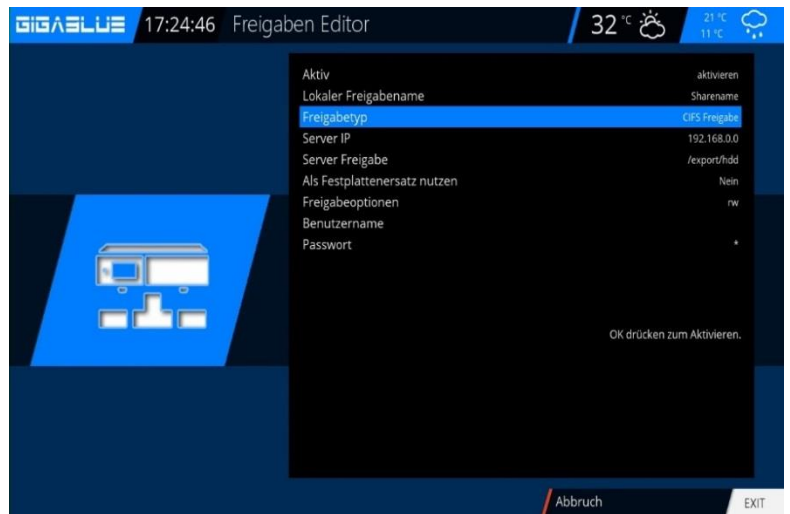 GIGABLUE 17:24:46 Freigaben Editor 32 °C 21 °C
11 °C
Aktiv aktivieren
Lokaler Freigabename Sharename
Freigabetyp CIFS Freigabe
Server IP 192.168.0.0
Server Freigabe /export/hdd
Als Festplattenersatz nutzen Nein
Freigabeoptionen rw
Benutzername
Passwort *
OK drücken zum Aktivieren.
Abbruch EXIT